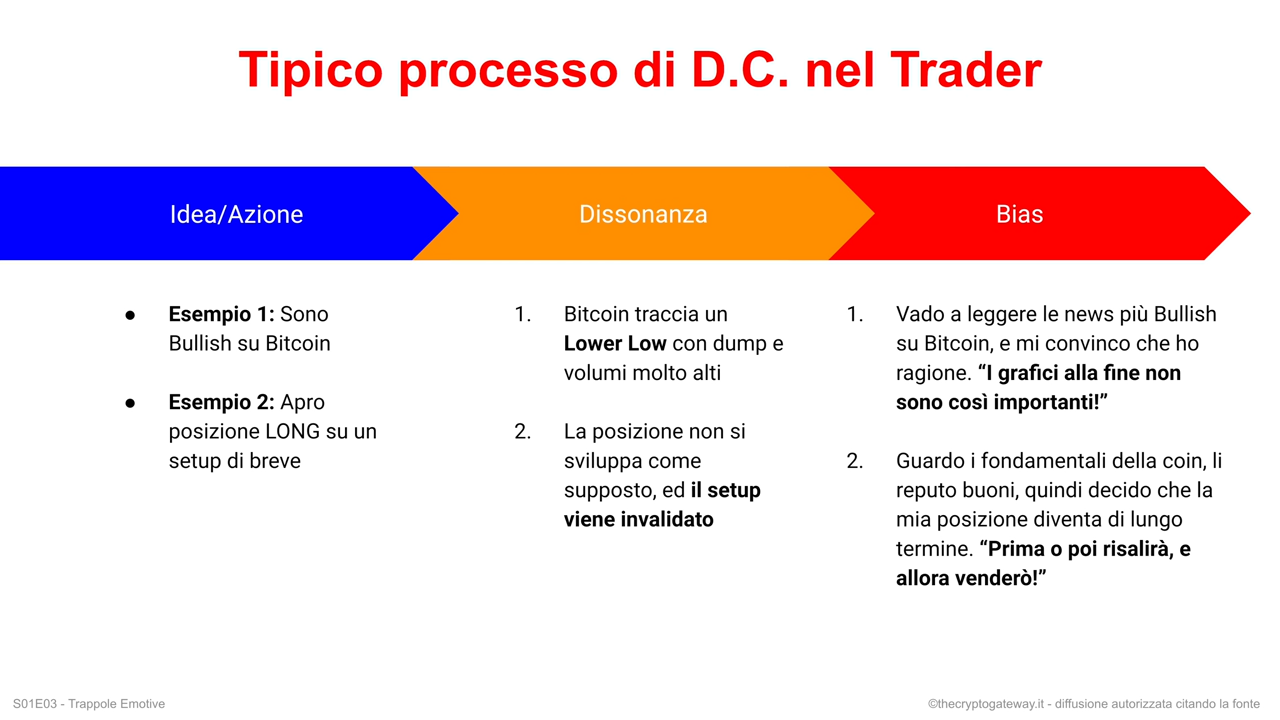 Tipico processo di D.C. nel Trader
Idea/Azione
Dissonanza
Bias
● Esempio 1: Sono
Bullish su Bitcoin
● Esempio 2: Apro
posizione LONG su un
setup di breve
1. Bitcoin traccia un
Lower Low con dump e
volumi molto alti
2. La posizione non si
sviluppa come
supposto, ed il setup
viene invalidato
1. Vado a leggere le news più Bullish
su Bitcoin, e mi convinco che ho
ragione. “I grafici alla fine non
sono così importanti!”
2. Guardo i fondamentali della coin, li
reputo buoni, quindi decido che la
mia posizione diventa di lungo
termine. “Prima o poi risalirà, e
allora venderò!”
S01E03 - Trappole Emotive
©thecryptogateway.it - diffusione autorizzata citando la fonte